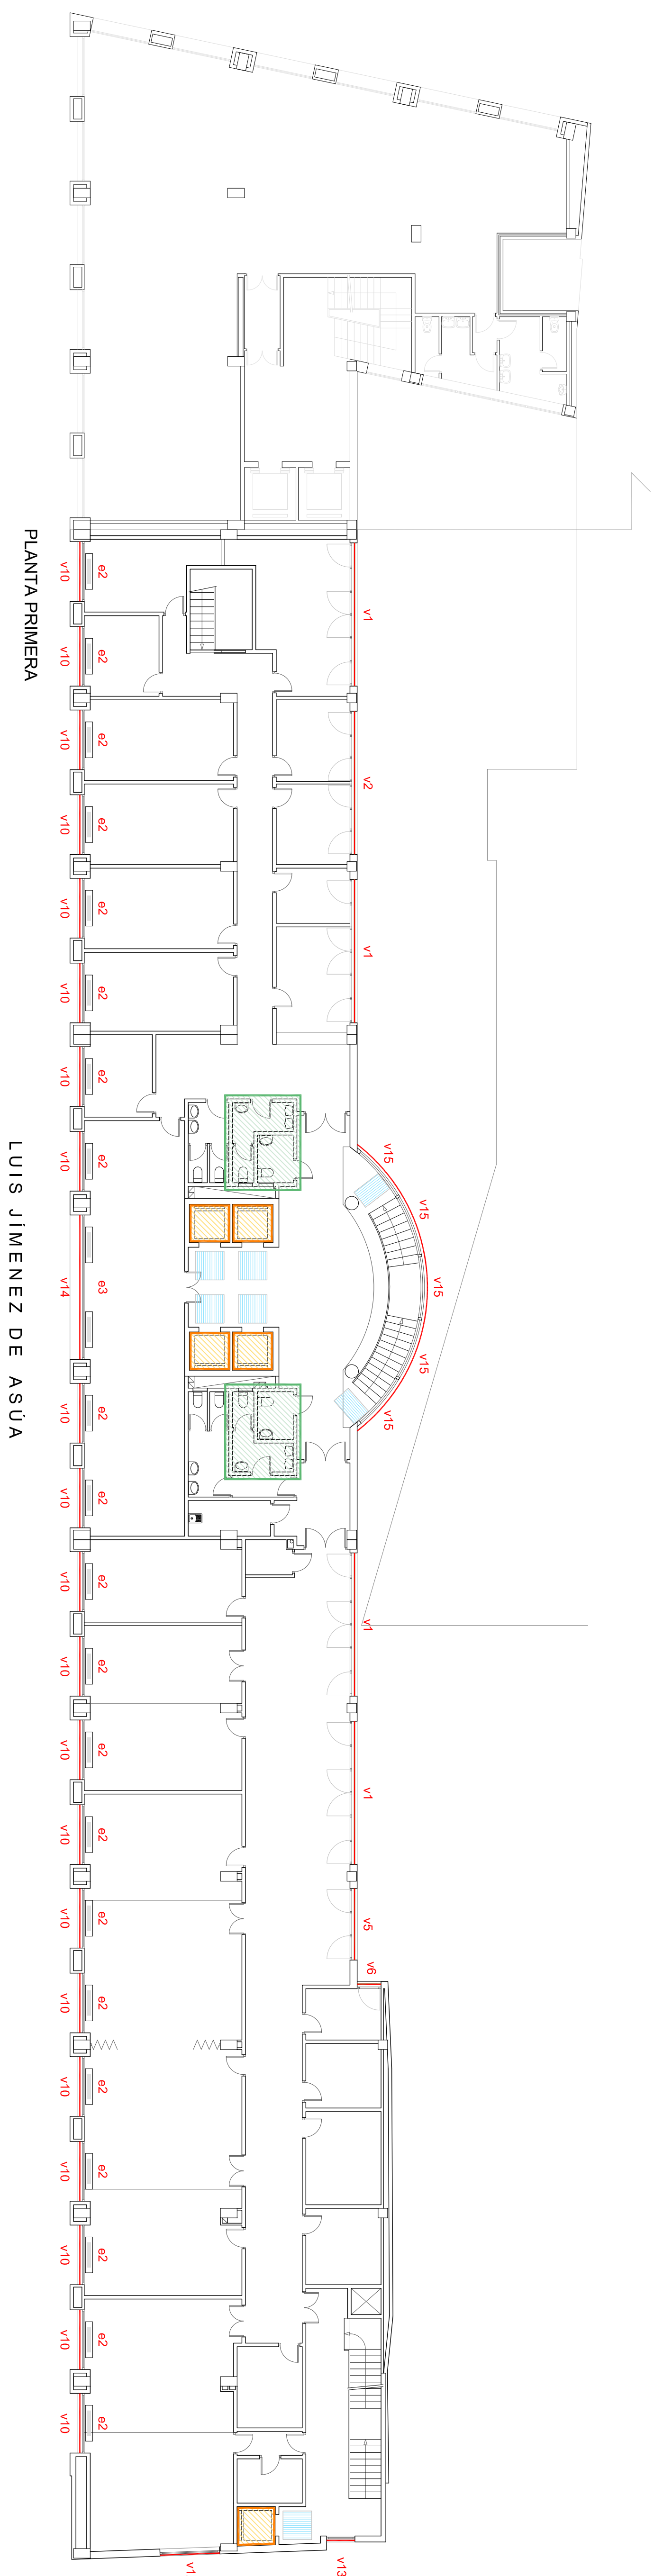 v15
v15 v15
v15 v15
v1 v2 v1 v1 v1 v5 v6
v13
v1
e2 e2 e2 e2 e2 e2 e2 e2 e3 e2 e2 e2 e2 e2 e2 e2 e2 e2 e2 e2 e2 e2
v10 v10 v10 v10 v10 v10 v10 v10 v14 v10 v10 v10 v10 v10 v10 v10 v10 v10 v10 v10 v10 v10
PLANTA PRIMERA
LUIS JÍMENEZ DE ASÚA